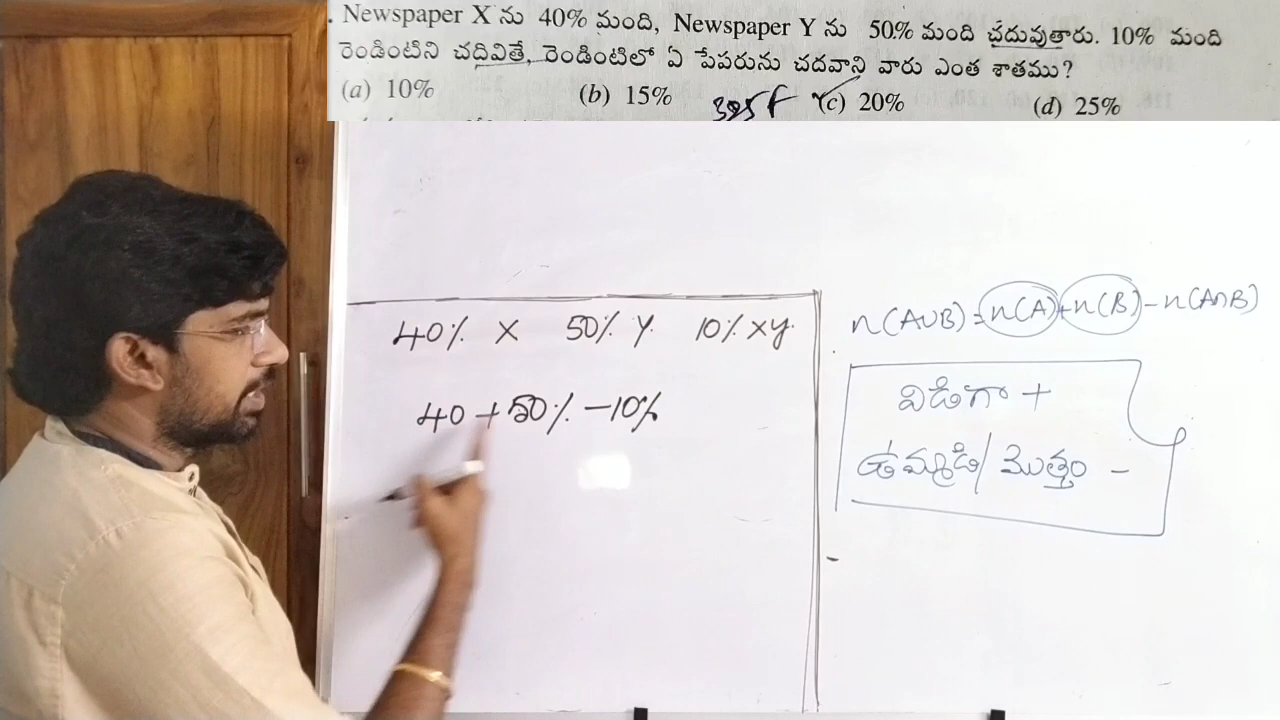 . Newspaper X ను 40% మంది, Newspaper Y ను 50% మంది చదువుతారు. 10% మంది
రెండింటిని చదివితే, రెండింటిలో ఏ పేపరును చదవాని వారు ఎంత శాతము?
(a) 10% (b) 15% (c) 20% (d) 25%
40% X 50% Y 10% XY
40 + 50% - 10%
n(A∪B) = n(A) + n(B) - n(A∩B)
విడిగా +
ఉమ్మడి/ మొత్తం -